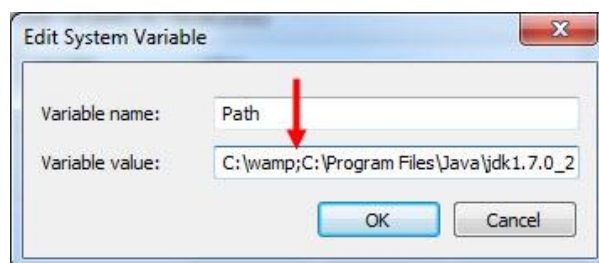 Edit System Variable
Variable name: Path
Variable value: C:\wamp;C:\Program Files\Java\jdk1.7.0_2
OK Cancel